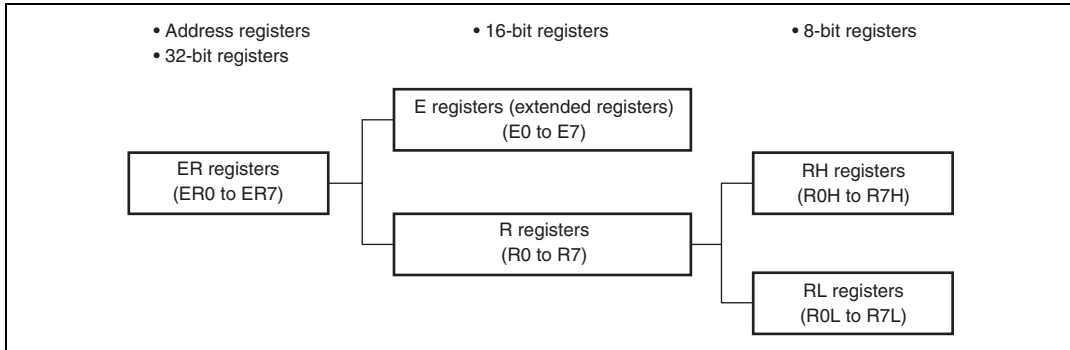 • Address registers
• 32-bit registers
• 16-bit registers
• 8-bit registers
E registers (extended registers)
(E0 to E7)
ER registers
(ER0 to ER7)
RH registers
(R0H to R7H)
R registers
(R0 to R7)
RL registers
(R0L to R7L)